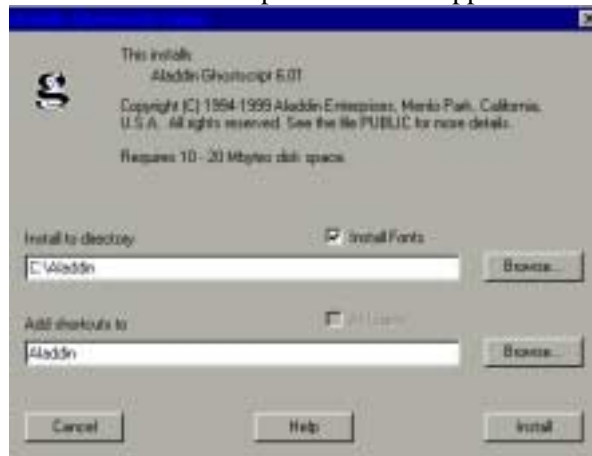 This installs
Aladdin Ghostscript 6.01
Copyright (C) 1994-1999 Aladdin Enterprises, Menlo Park, California,
U.S.A. All rights reserved. See the file PUBLIC for more details.
Requires 10 - 20 Mbytes disk space.
Install to directory
Install Fonts
C:\Aladdin
Browse...
Add shortcuts to
All Users
Aladdin
Browse...
Cancel
Help
Install